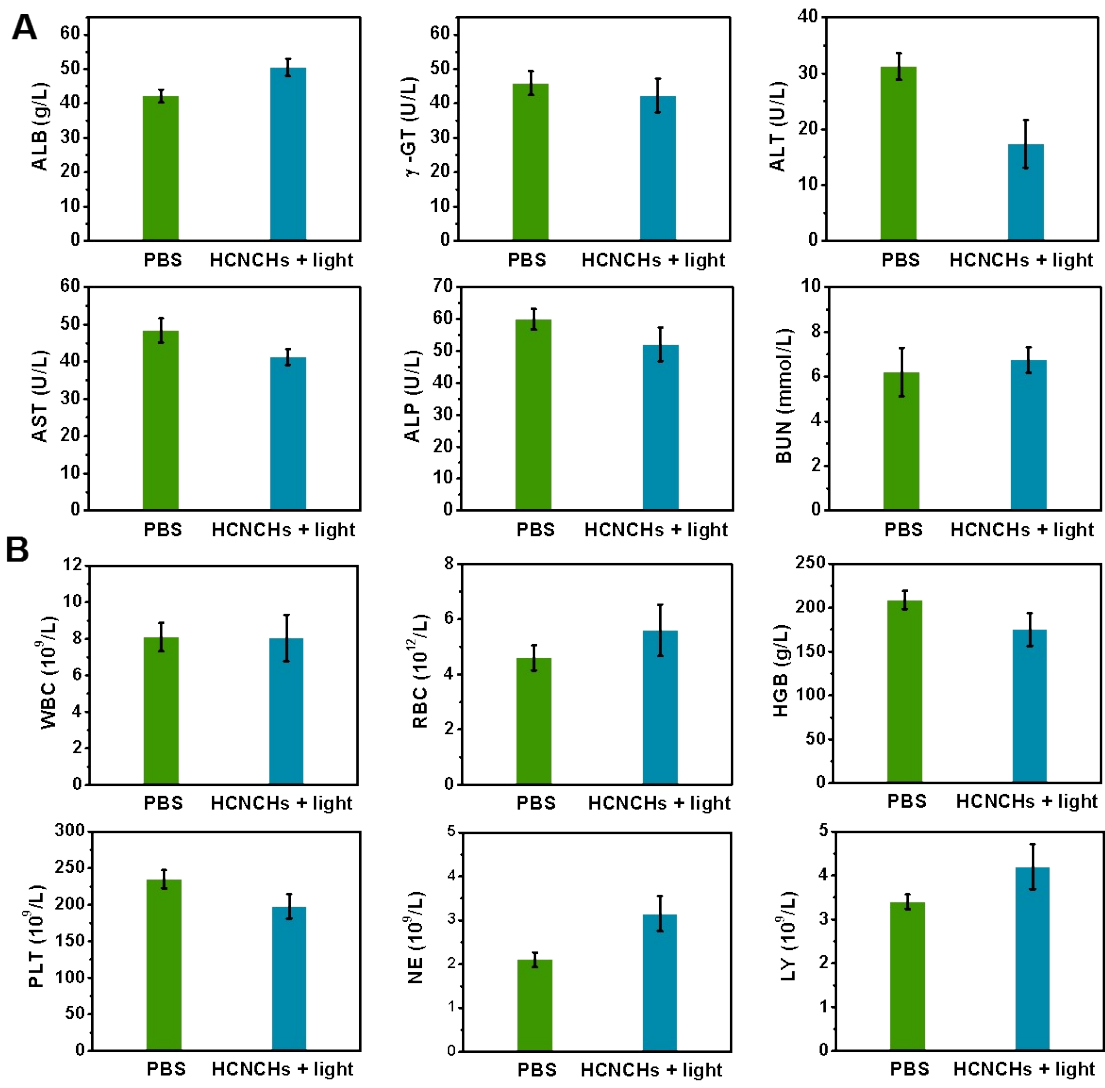 A
ALB (g/L)
60
50
40
30
20
10
0
PBS
HCNCHs + light
γ -GT (U/L)
60
50
40
30
20
10
0
PBS
HCNCHs + light
ALT (U/L)
40
30
20
10
0
PBS
HCNCHs + light
AST (U/L)
60
50
40
30
20
10
0
PBS
HCNCHs + light
ALP (U/L)
70
60
50
40
30
20
10
0
PBS
HCNCHs + light
BUN (mmol/L)
10
8
6
4
2
0
PBS
HCNCHs + light
B
WBC (10⁹/L)
12
10
8
6
4
2
0
PBS
HCNCHs + light
RBC (10¹²/L)
8
6
4
2
0
PBS
HCNCHs + light
HGB (g/L)
250
200
150
100
50
0
PBS
HCNCHs + light
PLT (10⁹/L)
300
250
200
150
100
50
0
PBS
HCNCHs + light
NE (10⁹/L)
5
4
3
2
1
0
PBS
HCNCHs + light
LY (10⁹/L)
5
4
3
2
1
0
PBS
HCNCHs + light